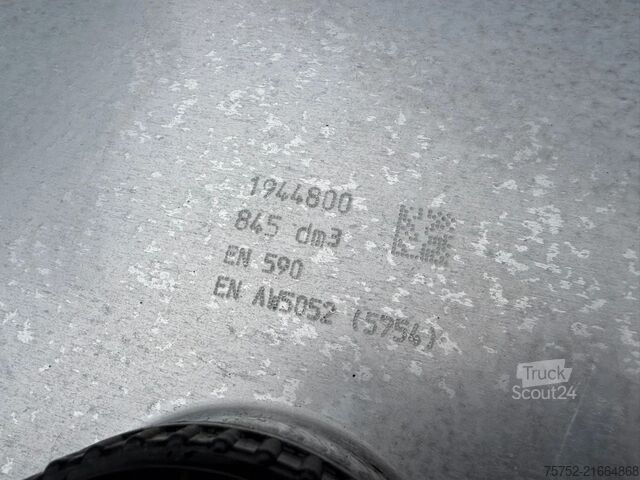 1944800
845 dm3
EN 590
EN AW5052 (5754)
Truck
Scout24
75752-21664868